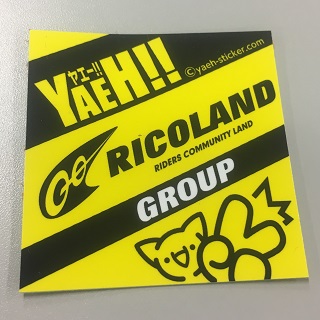 ヤエー!!
YAEH!!
©yaeh-sticker.com
RICOLAND
RIDERS COMMUNITY LAND
GROUP